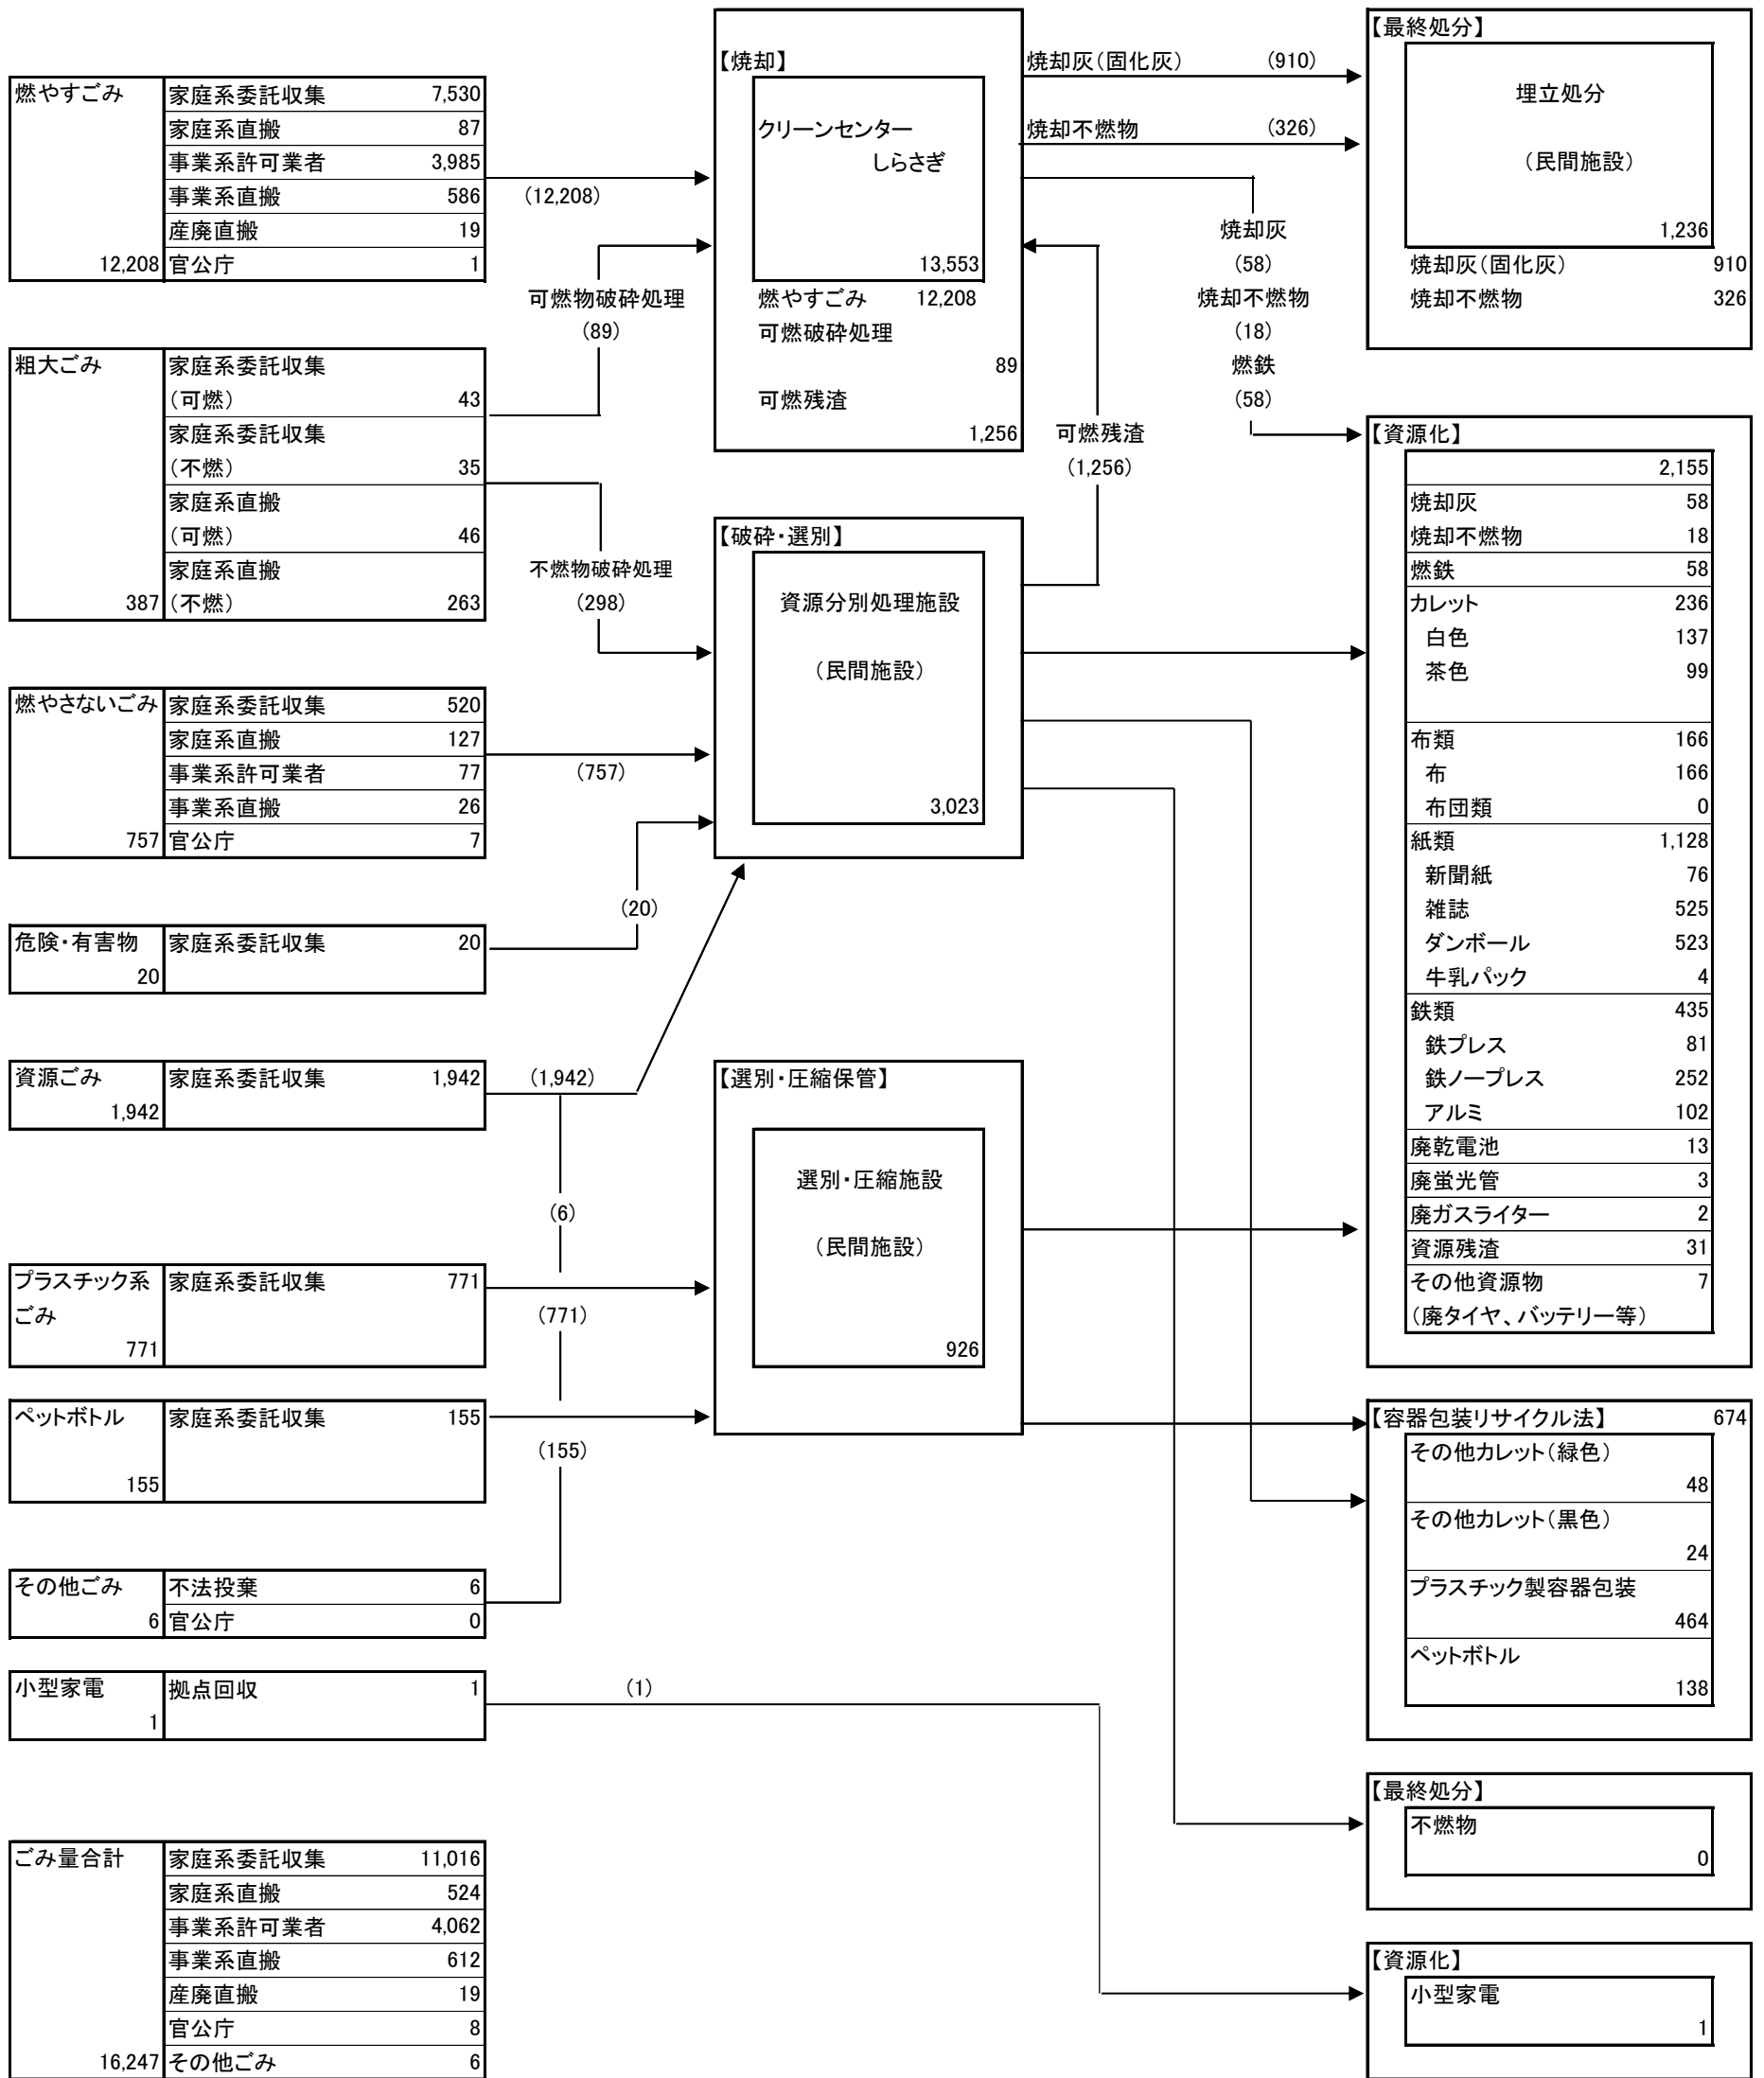 燃やすごみ
12,208
家庭系委託収集 7,530
家庭系直搬 87
事業系許可業者 3,985
事業系直搬 586
産廃直搬 19
官公庁 1
(12,208)
可燃物破砕処理
(89)
粗大ごみ
387
家庭系委託収集
(可燃) 43
家庭系委託収集
(不燃) 35
家庭系直搬
(可燃) 46
家庭系直搬
(不燃) 263
不燃物破砕処理
(298)
燃やさないごみ
757
家庭系委託収集 520
家庭系直搬 127
事業系許可業者 77
事業系直搬 26
官公庁 7
(757)
危険・有害物
20
家庭系委託収集 20
(20)
資源ごみ
1,942
家庭系委託収集 1,942
(1,942)
(6)
プラスチック系
ごみ
771
家庭系委託収集 771
(771)
ペットボトル
155
家庭系委託収集 155
(155)
その他ごみ
6
不法投棄 6
官公庁 0
小型家電
1
拠点回収 1
(1)
ごみ量合計
16,247
家庭系委託収集 11,016
家庭系直搬 524
事業系許可業者 4,062
事業系直搬 612
産廃直搬 19
官公庁 8
その他ごみ 6
【焼却】
クリーンセンター
しらさぎ
13,553
燃やすごみ 12,208
可燃破砕処理
89
可燃残渣
1,256
焼却灰(固化灰) (910)
焼却不燃物 (326)
焼却灰
(58)
焼却不燃物
(18)
燃鉄
(58)
可燃残渣
(1,256)
【破砕・選別】
資源分別処理施設
(民間施設)
3,023
【選別・圧縮保管】
選別・圧縮施設
(民間施設)
926
【最終処分】
埋立処分
(民間施設)
1,236
焼却灰(固化灰) 910
焼却不燃物 326
【資源化】
2,155
焼却灰 58
焼却不燃物 18
燃鉄 58
カレット 236
白色 137
茶色 99
布類 166
布 166
布団類 0
紙類 1,128
新聞紙 76
雑誌 525
ダンボール 523
牛乳パック 4
鉄類 435
鉄プレス 81
鉄ノープレス 252
アルミ 102
廃乾電池 13
廃蛍光管 3
廃ガスライター 2
資源残渣 31
その他資源物 7
(廃タイヤ、バッテリー等)
【容器包装リサイクル法】 674
その他カレット(緑色)
48
その他カレット(黒色)
24
プラスチック製容器包装
464
ペットボトル
138
【最終処分】
不燃物
0
【資源化】
小型家電
1